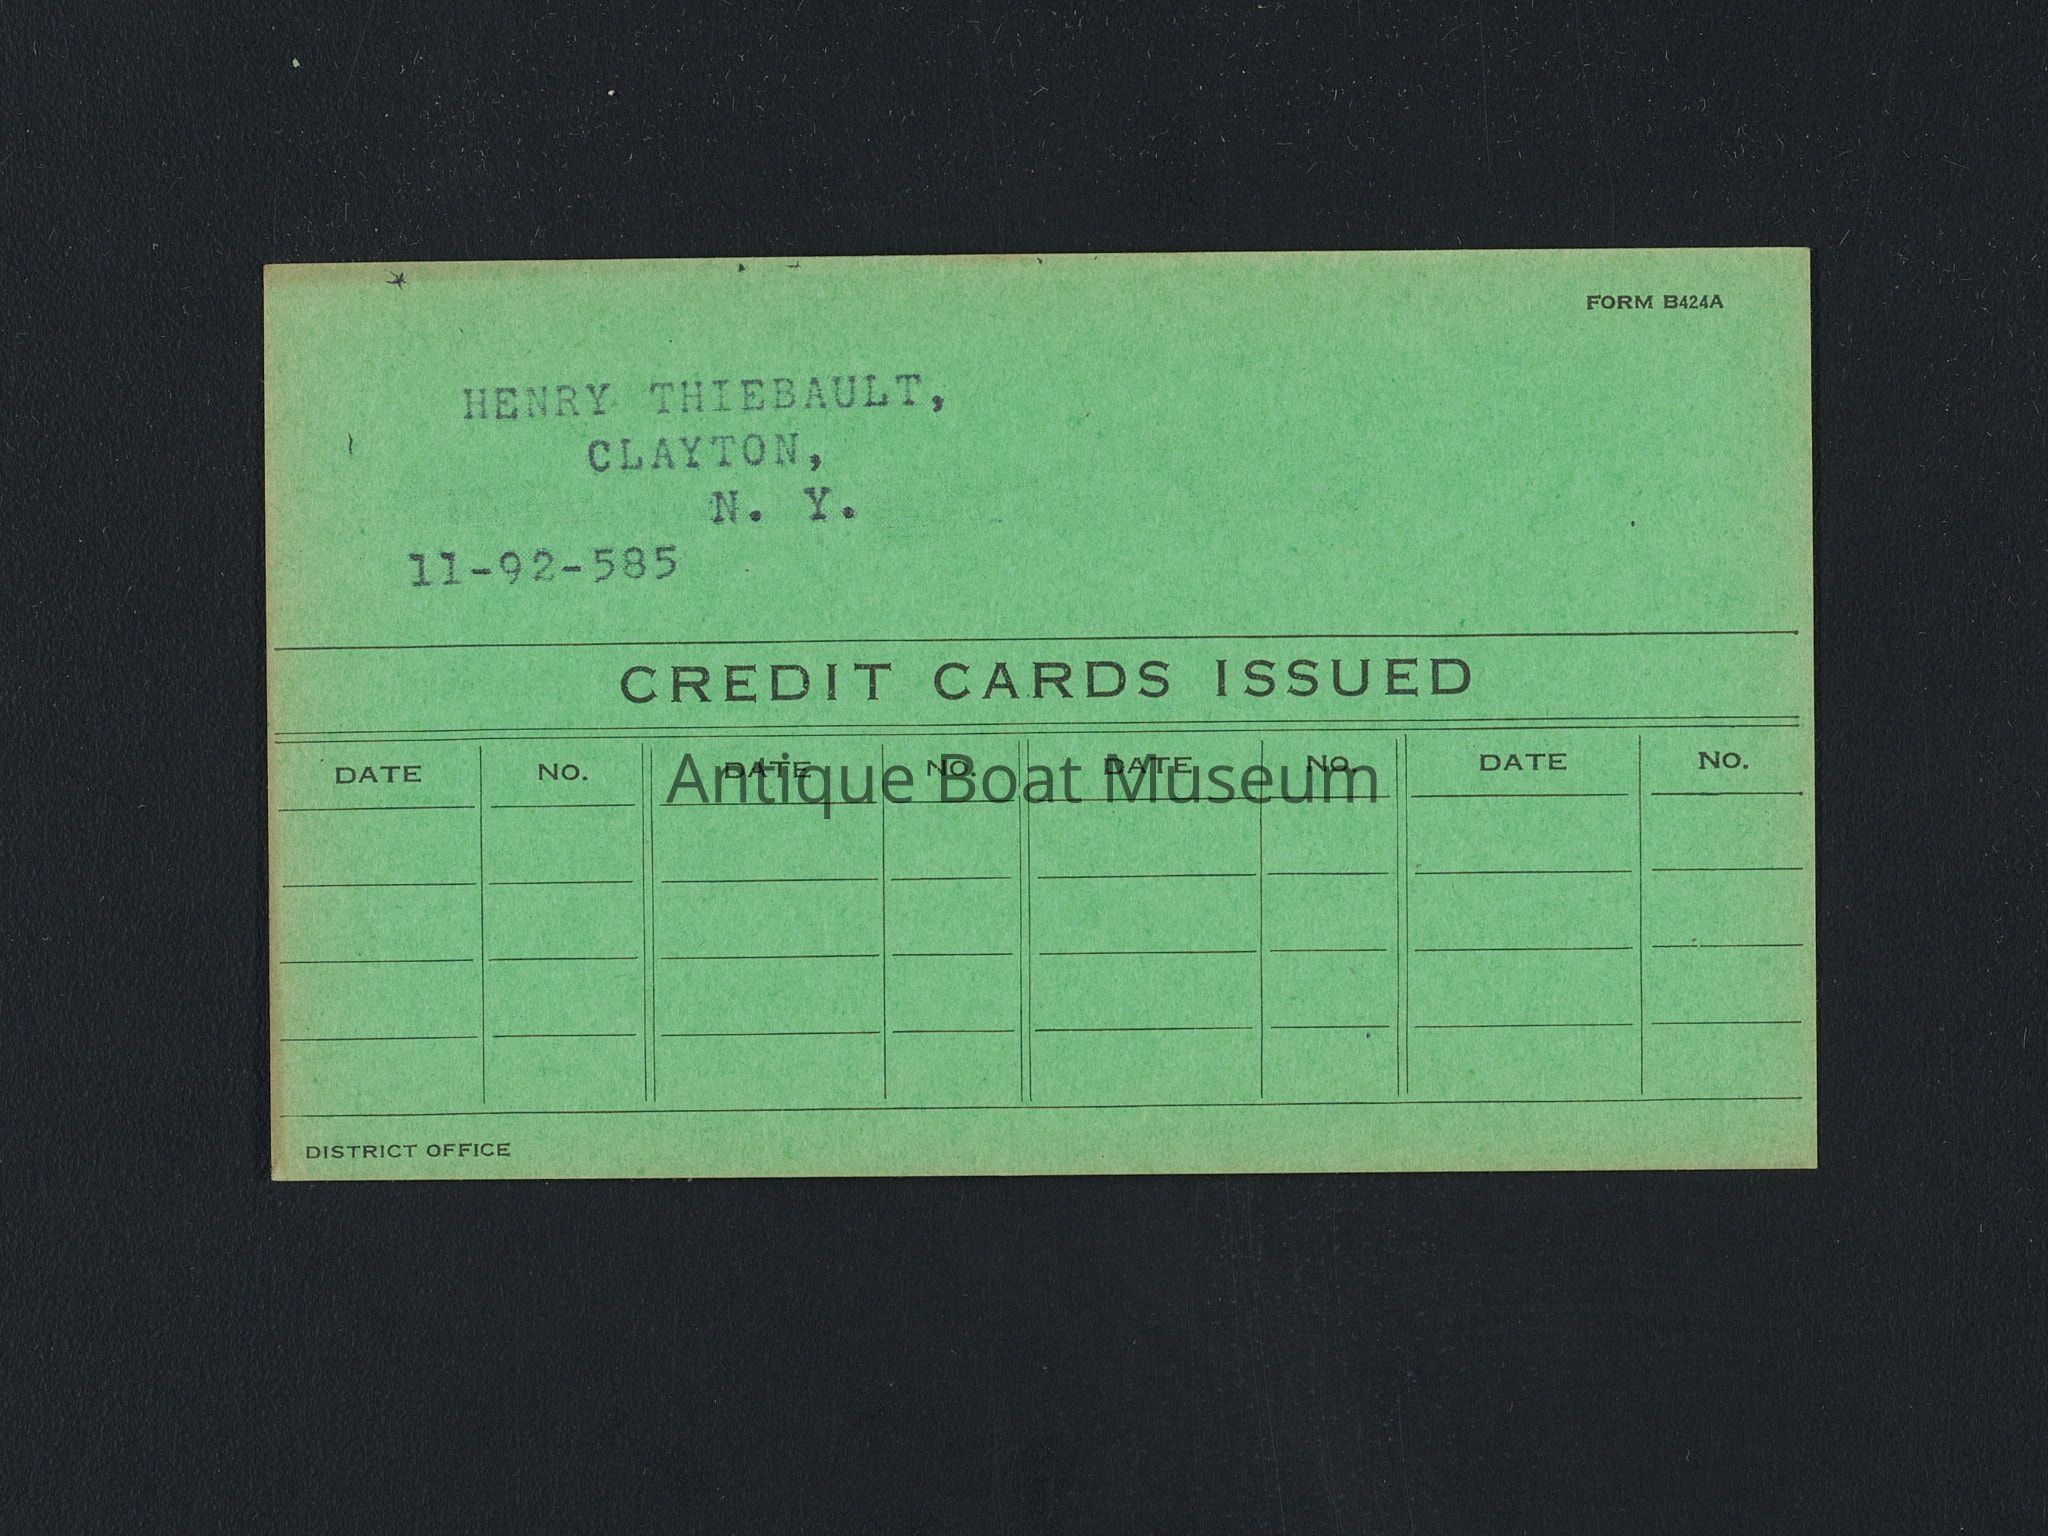 FORM B424A
HENRY THIEBAULT,
CLAYTON,
N. Y.
11-92-585
CREDIT CARDS ISSUED
DATE NO. DATE NO. DATE NO. DATE NO.
Antique Boat Museum
DISTRICT OFFICE